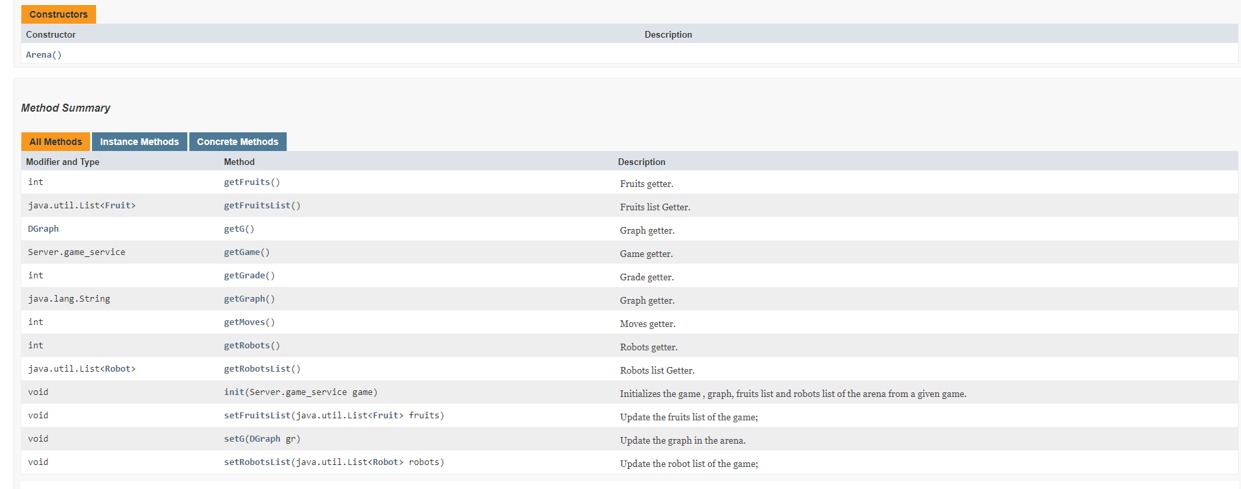 Constructors
Constructor Description
Arena()
Method Summary
All Methods Instance Methods Concrete Methods
Modifier and Type Method Description
int getFruits() Fruits getter.
java.util.List<Fruit> getFruitsList() Fruits list Getter.
DGraph getG() Graph getter.
Server.game_service getGame() Game getter.
int getGrade() Grade getter.
java.lang.String getGraph() Graph getter.
int getMoves() Moves getter.
int getRobots() Robots getter.
java.util.List<Robot> getRobotsList() Robots list Getter.
void init(Server.game_service game) Initializes the game , graph, fruits list and robots list of the arena from a given game.
void setFruitsList(java.util.List<Fruit> fruits) Update the fruits list of the game;
void setG(DGraph gr) Update the graph in the arena.
void setRobotsList(java.util.List<Robot> robots) Update the robot list of the game;